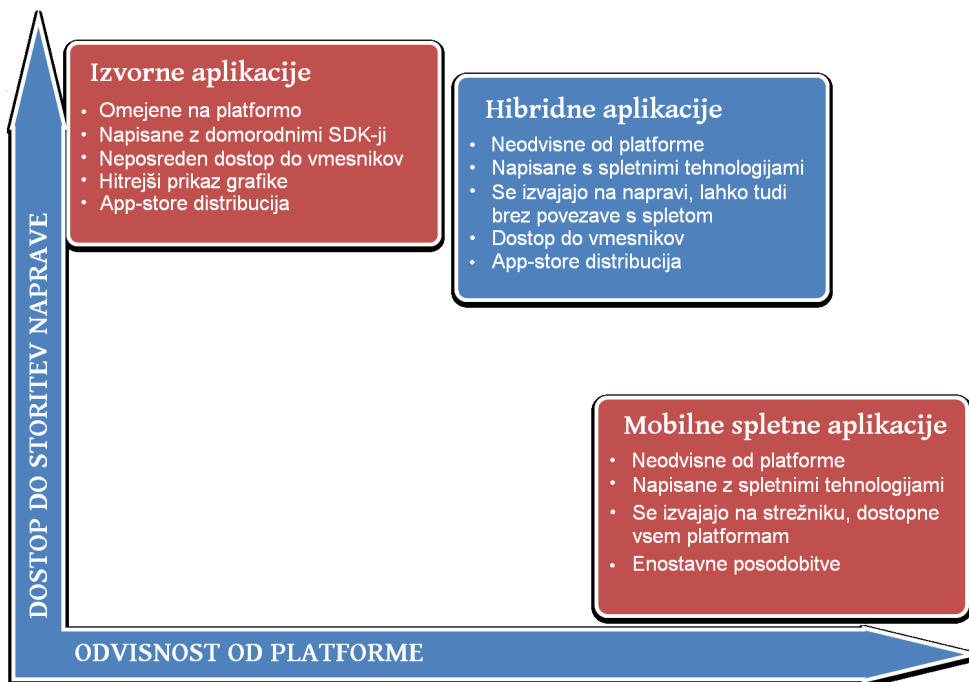 Izvorne aplikacije
• Omejene na platformo
• Napisane z domorodnimi SDK-ji
• Neposreden dostop do vmesnikov
• Hitrejši prikaz grafike
• App-store distribucija
Hibridne aplikacije
• Neodvisne od platforme
• Napisane s spletnimi tehnologijami
• Se izvajajo na napravi, lahko tudi
brez povezave s spletom
• Dostop do vmesnikov
• App-store distribucija
Mobilne spletne aplikacije
• Neodvisne od platforme
• Napisane z spletnimi tehnologijami
• Se izvajajo na strežniku, dostopne
vsem platformam
• Enostavne posodobitve
DOSTOP DO STORITEV NAPRAVE
ODVISNOST OD PLATFORME